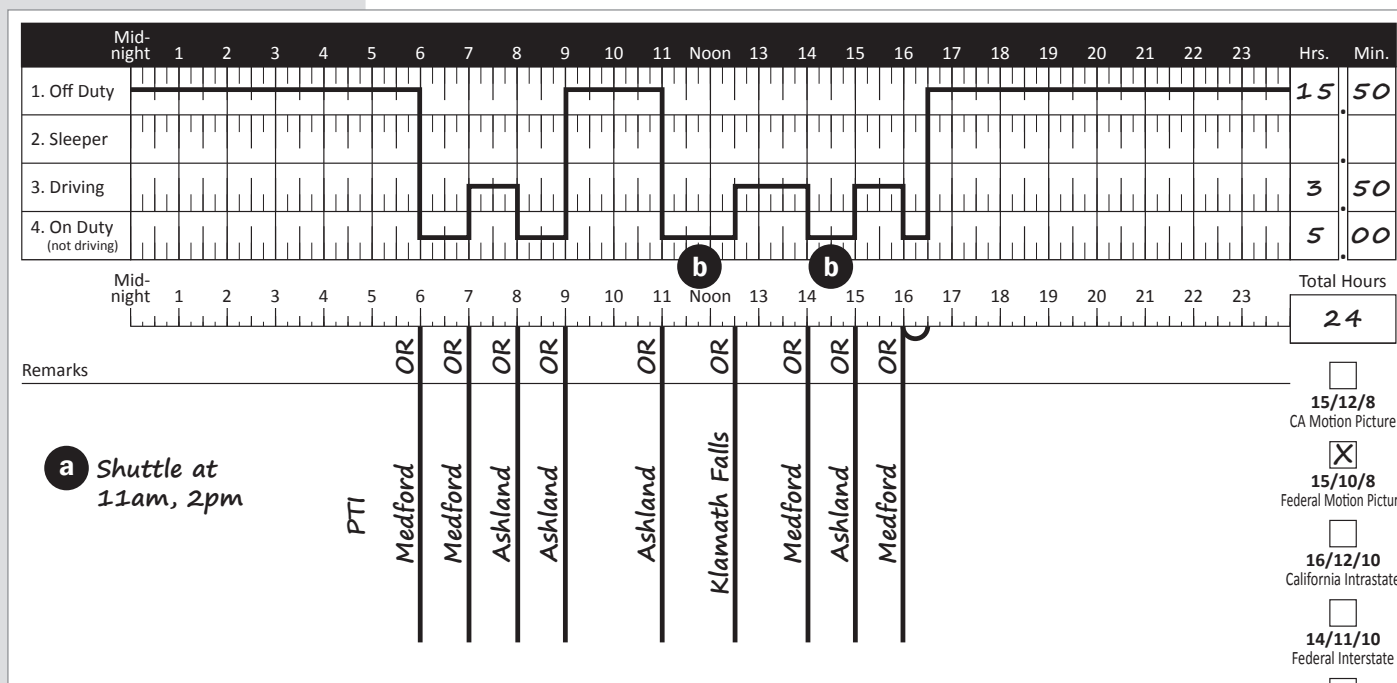 Mid-
night 1 2 3 4 5 6 7 8 9 10 11 Noon 13 14 15 16 17 18 19 20 21 22 23 Hrs. Min.
1. Off Duty 15 . 50
2. Sleeper .
3. Driving 3 . 50
4. On Duty
(not driving) 5 . 00
b b
Mid-
night 1 2 3 4 5 6 7 8 9 10 11 Noon 13 14 15 16 17 18 19 20 21 22 23
Total Hours
24
Remarks
OR OR OR OR OR OR OR OR OR
a Shuttle at
11am, 2pm
PTI
Medford
Medford
Ashland
Ashland
Ashland
Klamath Falls
Medford
Ashland
Medford
15/12/8
CA Motion Picture
X
15/10/8
Federal Motion Pictur
16/12/10
California Intrastate
14/11/10
Federal Interstate